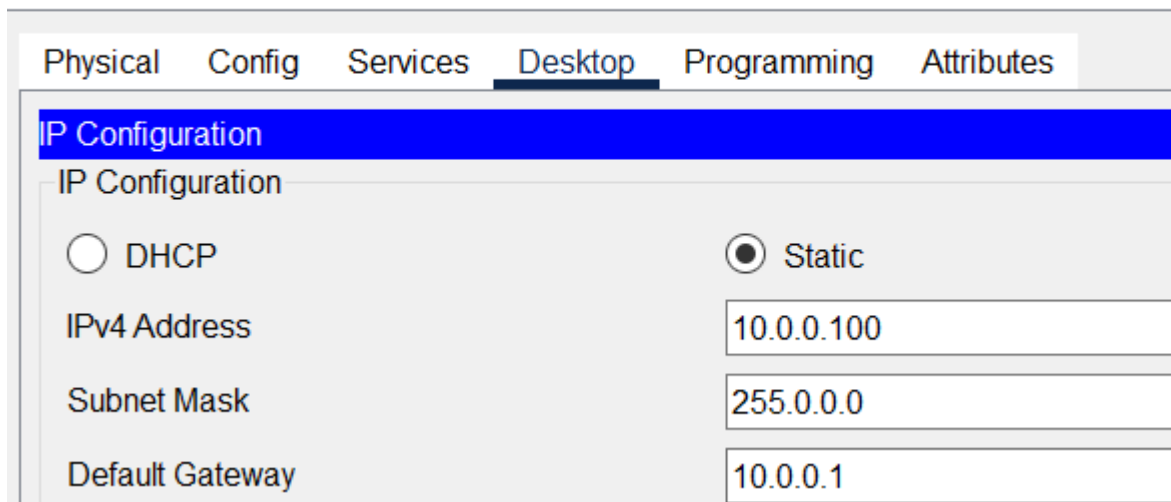 Physical Config Services Desktop Programming Attributes
IP Configuration
IP Configuration
DHCP Static
IPv4 Address 10.0.0.100
Subnet Mask 255.0.0.0
Default Gateway 10.0.0.1